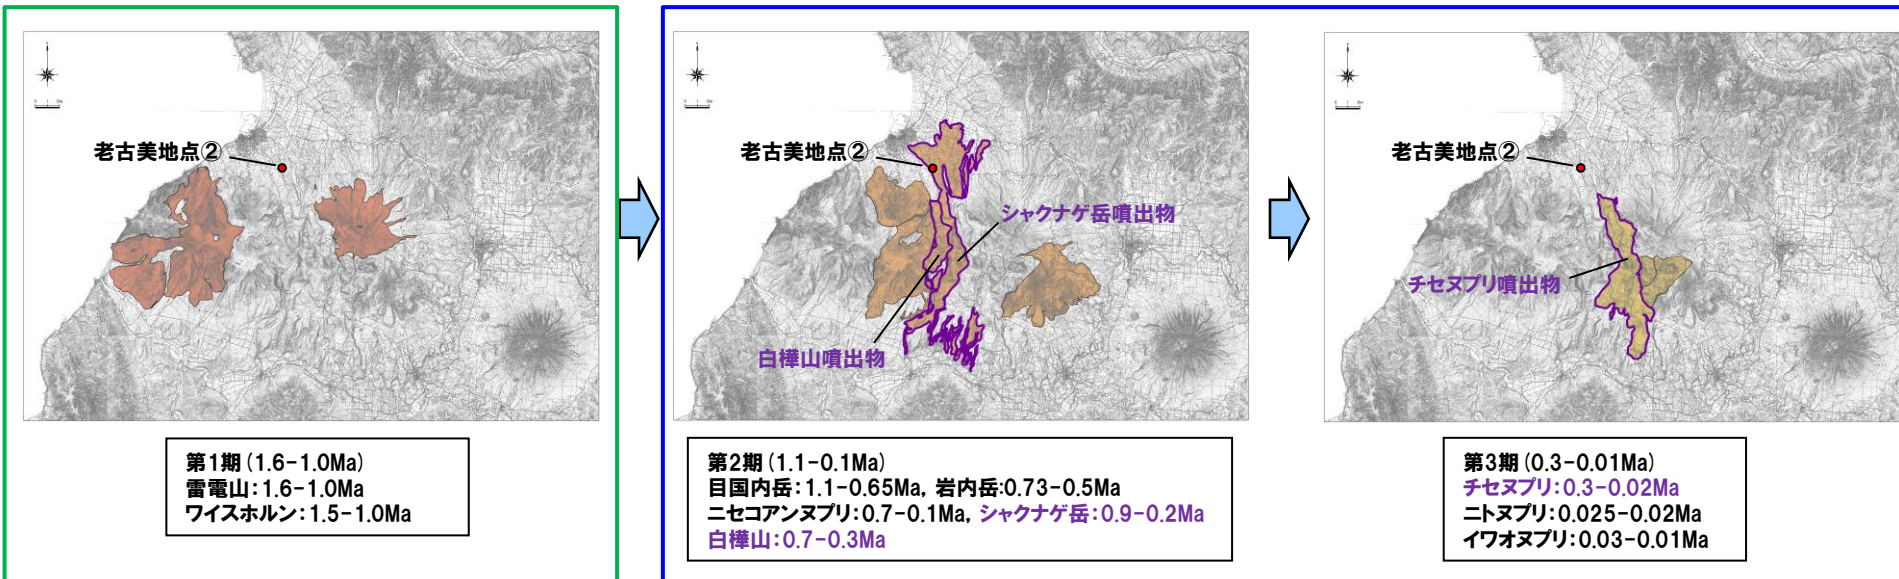 老古美地点②
第1期(1.6-1.0Ma)
雷電山:1.6-1.0Ma
ワイスホルン:1.5-1.0Ma
老古美地点②
シャクナゲ岳噴出物
白樺山噴出物
第2期(1.1-0.1Ma)
目国内岳:1.1-0.65Ma, 岩内岳:0.73-0.5Ma
ニセコアンヌプリ:0.7-0.1Ma, シャクナゲ岳:0.9-0.2Ma
白樺山:0.7-0.3Ma
老古美地点②
チセヌプリ噴出物
第3期(0.3-0.01Ma)
チセヌプリ:0.3-0.02Ma
ニトヌプリ:0.025-0.02Ma
イワオヌプリ:0.03-0.01Ma